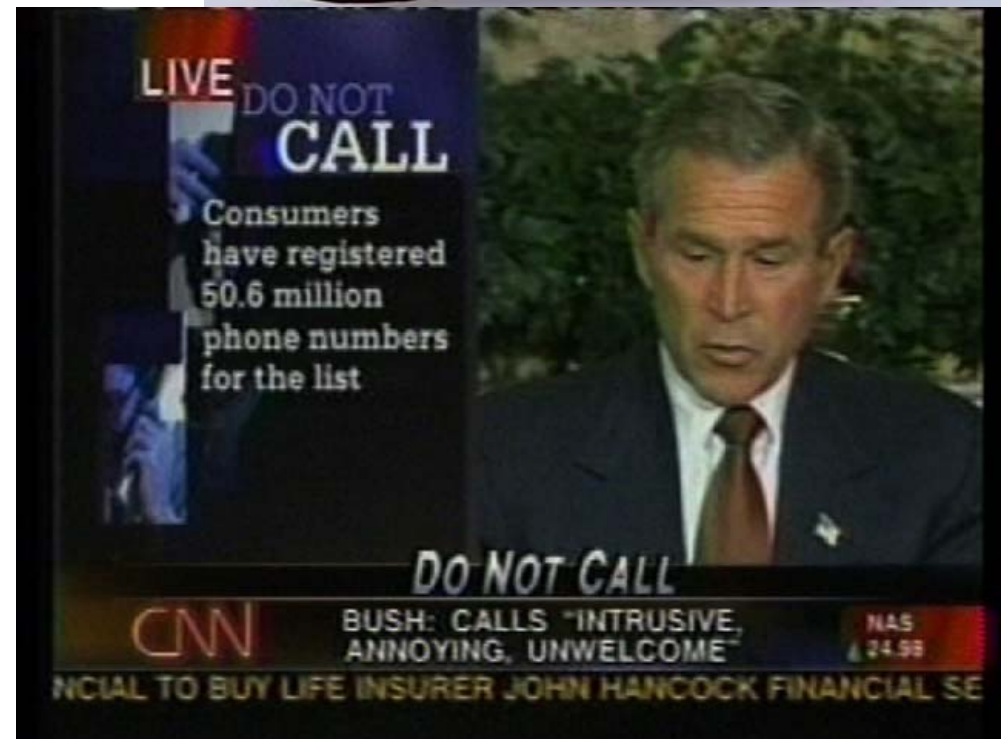 LIVE
DO NOT
CALL
Consumers
have registered
50.6 million
phone numbers
for the list
DO NOT CALL
CNN
BUSH: CALLS "INTRUSIVE,
ANNOYING, UNWELCOME"
NAS
24.98
NCIAL TO BUY LIFE INSURER JOHN HANCOCK FINANCIAL SE